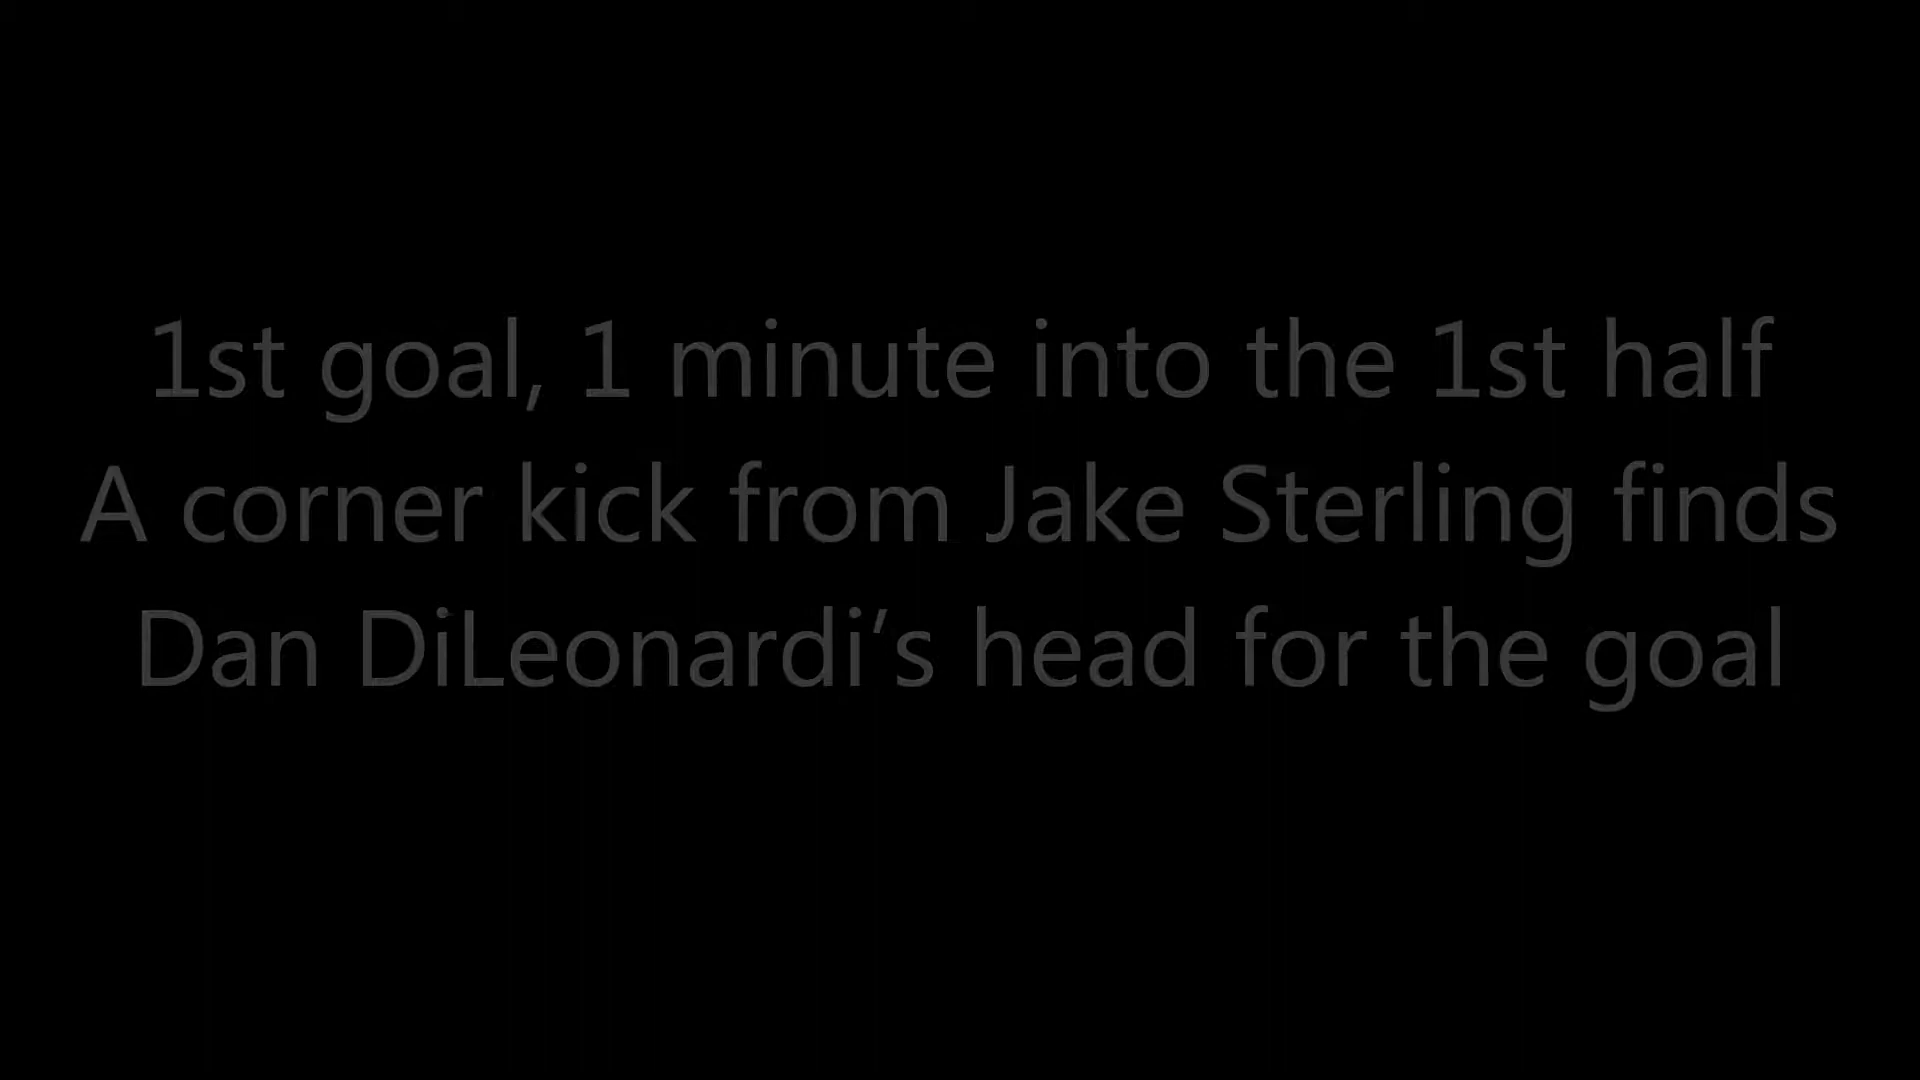 1st goal, 1 minute into the 1st half
A corner kick from Jake Sterling finds
Dan DiLeonardi’s head for the goal